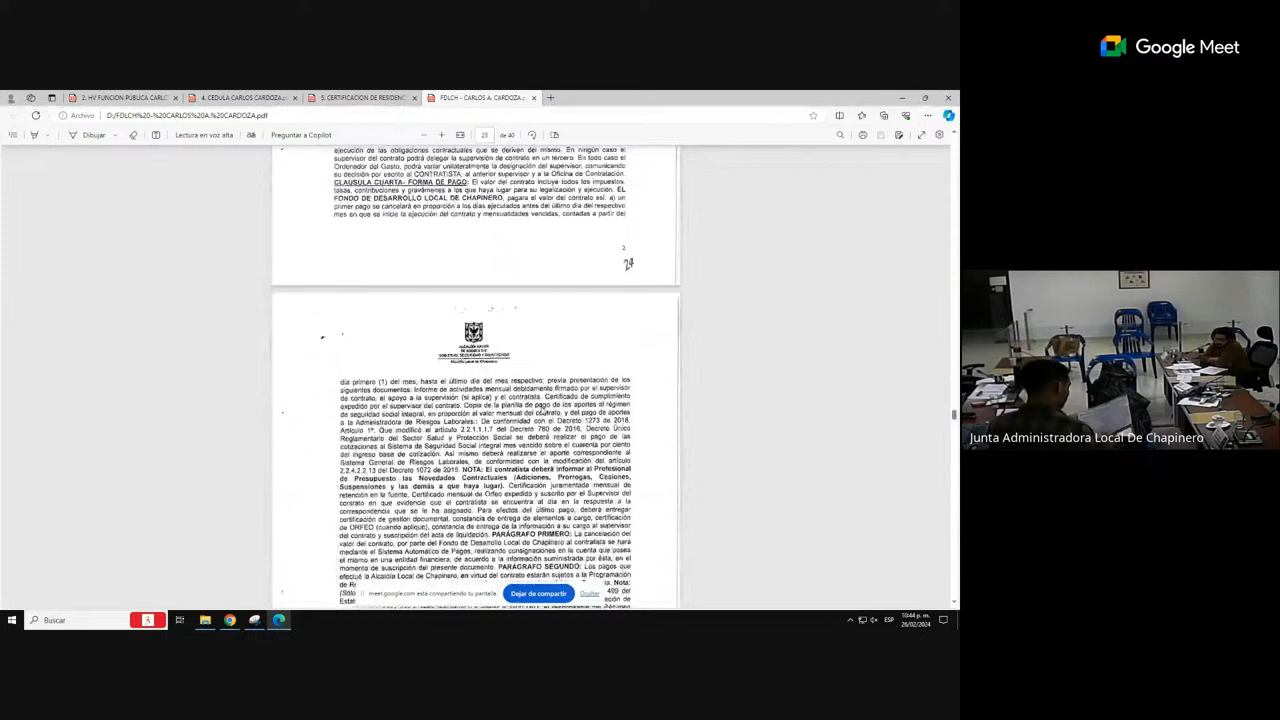 Google Meet
2. HV FUNCION PÚBLICA CARLO
4. CEDULA CARLOS CARDOZA.p
5. CERTIFICACION DE RESIDENC
FDLCH - CARLOS A. CARDOZA.p
Archivo
D:/FDLCH%20-%20CARLOS%20A.%20CARDOZA.pdf
Dibujar
Lectura en voz alta
Preguntar a Copilot
de 40
ejecución de las obligaciones contractuales que se deriven del mismo. En ningún caso el
supervisor del contrato podrá delegar la supervisión de contrato en un tercero. En todo caso el
Ordenador del Gasto, podrá variar unilateralmente la designación del supervisor, comunicando
su decisión por escrito al CONTRATISTA, al anterior supervisor y a la Oficina de Contratación.
CLAUSULA CUARTA- FORMA DE PAGO: El valor del contrato incluye todos los impuestos,
tasas, contribuciones y gravámenes a los que haya lugar para su legalización y ejecución. EL
FONDO DE DESARROLLO LOCAL DE CHAPINERO, pagara el valor del contrato así: a) un
primer pago se cancelará en proporción a los días ejecutados antes del último día del respectivo
mes en que se inicie la ejecución del contrato y mensualidades vencidas, contadas a partir del
2
24
día primero (1) del mes, hasta el último día del mes respectivo; previa presentación de los
siguientes documentos: Informe de actividades mensual debidamente firmado por el supervisor
de contrato, el apoyo a la supervisión (si aplica) y el contratista. Certificado de cumplimiento
expedido por el supervisor del contrato. Copia de la planilla de pago de los aportes al régimen
de seguridad social integral, en proporción al valor mensual del contrato, y del pago de aportes
a la Administradora de Riesgos Laborales:: De conformidad con el Decreto 1273 de 2018.
Artículo 1º. Que modificó el artículo 2.2.1.1.1.7 del Decreto 780 de 2016, Decreto Único
Reglamentario del Sector Salud y Protección Social se deberá realizar el pago de las
cotizaciones al Sistema de Seguridad Social integral mes vencido sobre el cuarenta por ciento
del ingreso base de cotización. Así mismo deberá realizarse el aporte correspondiente al
Sistema General de Riesgos Laborales, de conformidad con la modificación del artículo
2.2.4.2.2.13 del Decreto 1072 de 2015. NOTA: El contratista deberá informar al Profesional
de Presupuesto las Novedades Contractuales (Adiciones, Prorrogas, Cesiones,
Suspensiones y las demás a que haya lugar). Certificación juramentada mensual de
retención en la fuente, Certificado mensual de Orfeo expedido y suscrito por el Supervisor del
contrato en que evidencie que el contratista se encuentra al día en la respuesta a la
correspondencia que se le ha asignado. Para efectos del último pago, deberá entregar
certificación de gestión documental, constancia de entrega de elementos a cargo, certificación
de ORFEO (cuando aplique), constancia de entrega de la información a su cargo al supervisor
del contrato y suscripción del acta de liquidación. PARÁGRAFO PRIMERO: La cancelación del
valor del contrato, por parte del Fondo de Desarrollo Local de Chapinero al contratista se hará
mediante el Sistema Automático de Pagos, realizando consignaciones en la cuenta que posea
el mismo en una entidad financiera, de acuerdo a la información suministrada por ésta, en el
momento de suscripción del presente documento. PARÁGRAFO SEGUNDO: Los pagos que
efectué la Alcaldía Local de Chapinero, en virtud del contrato estarán sujetos a la Programación
Nota:
(Sólo
499 del
meet.google.com está compartiendo tu pantalla.
Dejar de compartir
Ocultar
Junta Administradora Local De Chapinero
Buscar
ESP
10:44 p. m.
26/02/2024